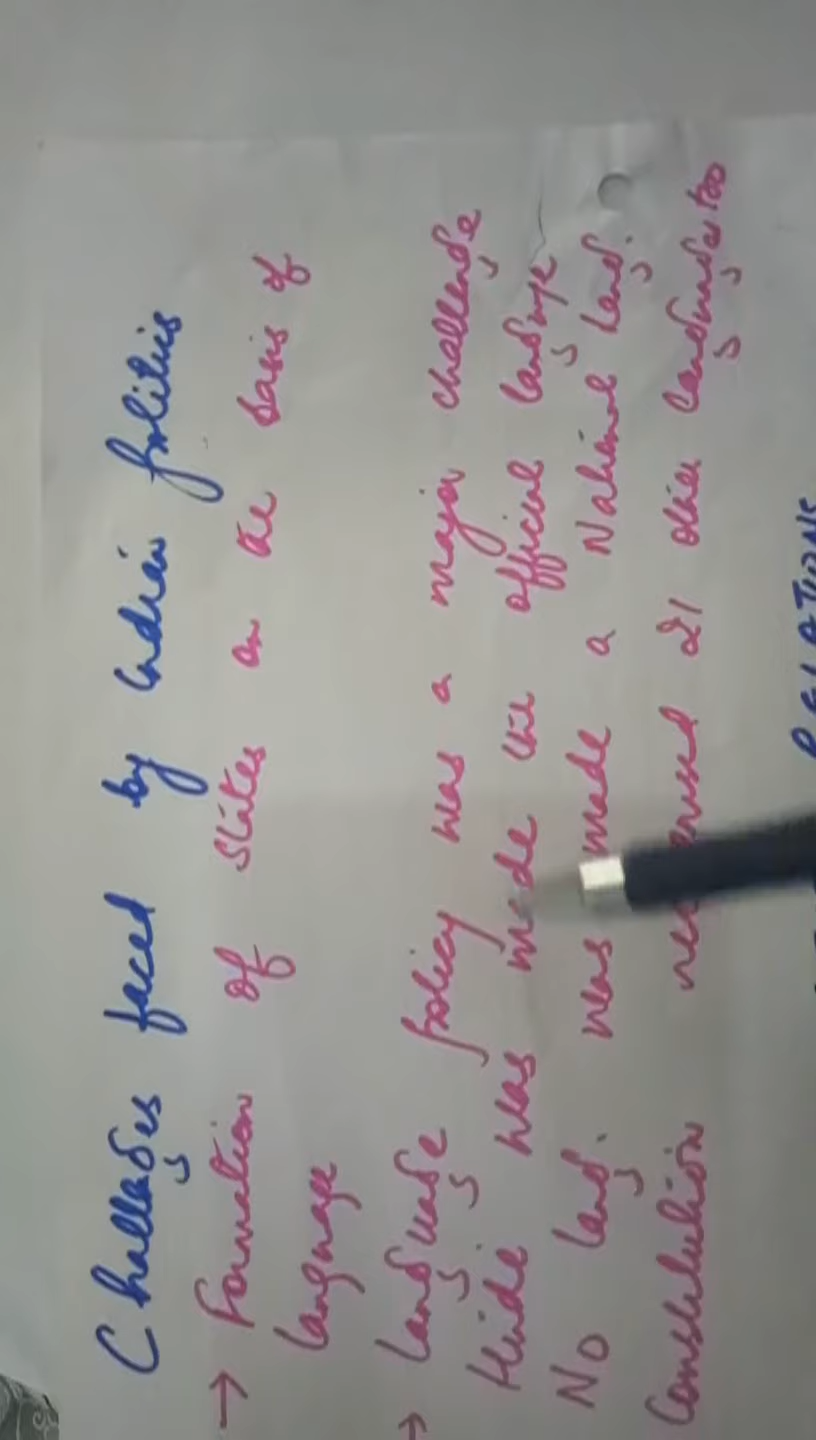 Challages faced by Indian politics
→ Formation of States on the basis of
language
→ Language policy was a major challenge
Hindi was made the official language
No lang. was made a National lang.
Constitution recognised 21 other languages too